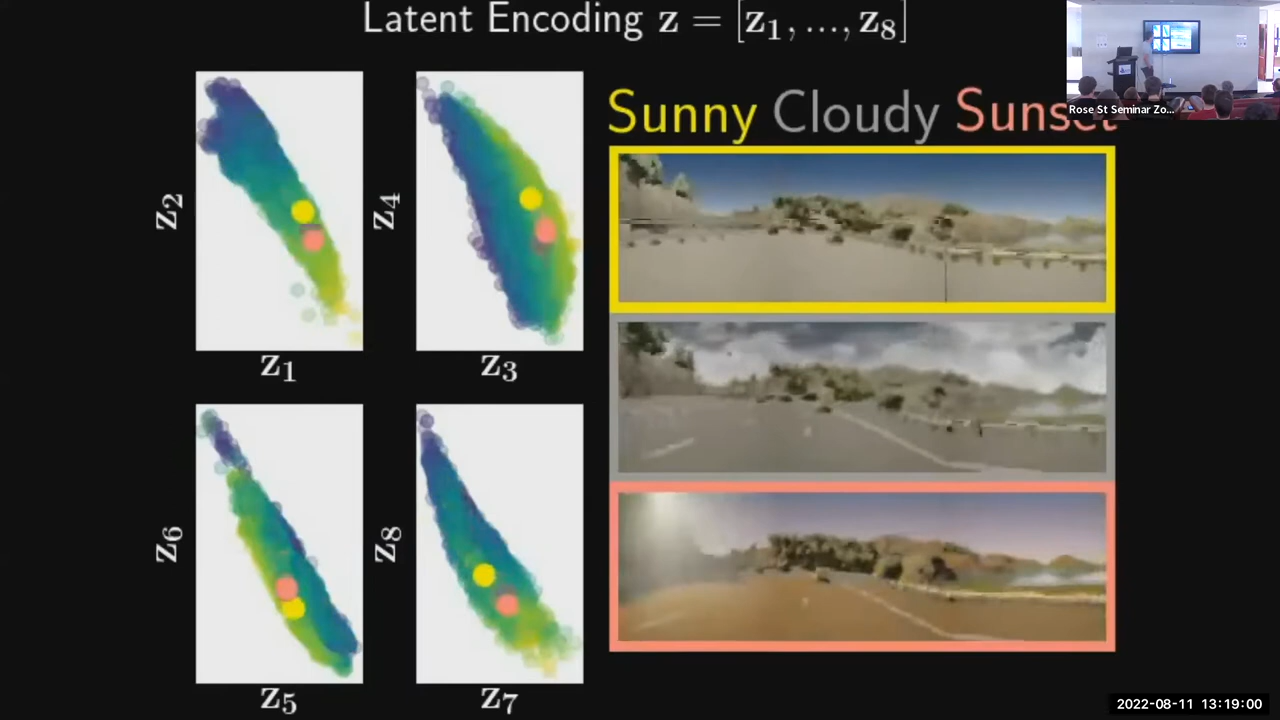 Latent Encoding z = [z₁, ..., z₈]
Rose St Seminar Zo...
Sunny Cloudy Sunset
z₂
z₄
z₁
z₃
z₆
z₈
z₅
z₇
2022-08-11 13:19:00